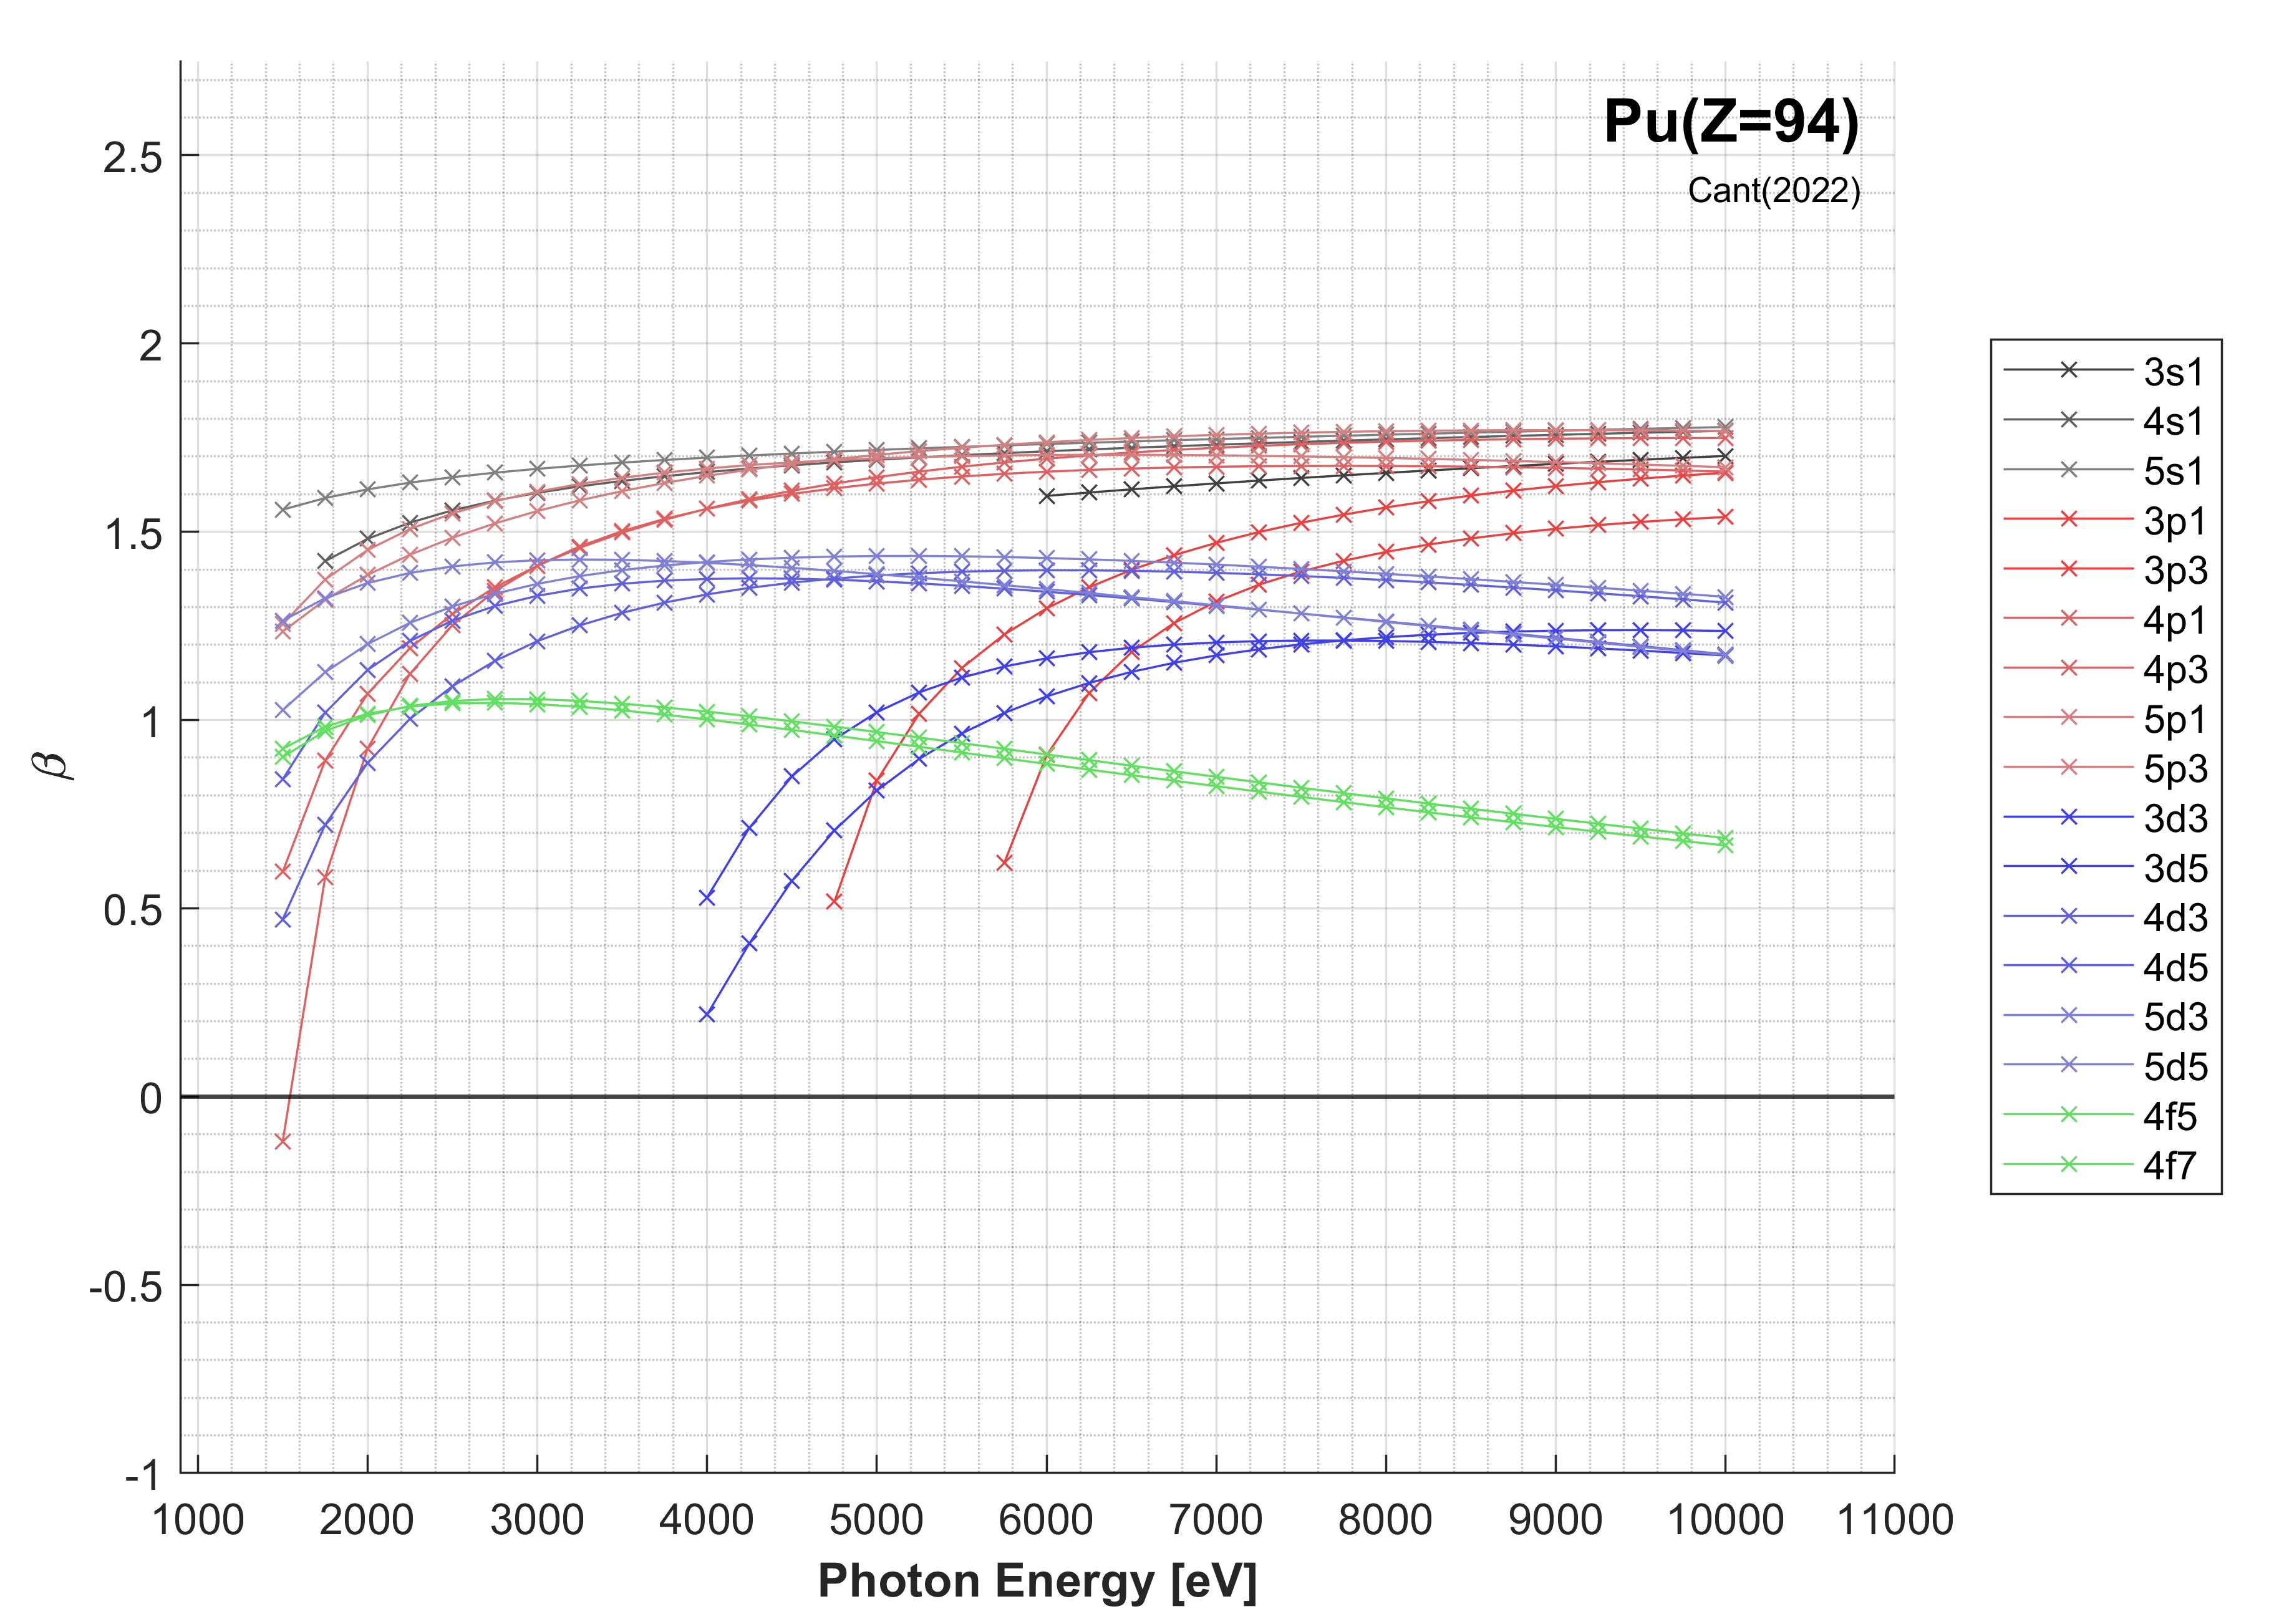 Pu(Z=94)
Cant(2022)
2.5
2
1.5
1
0.5
0
-0.5
-1
β
1000 2000 3000 4000 5000 6000 7000 8000 9000 10000 11000
Photon Energy [eV]
3s1
4s1
5s1
3p1
3p3
4p1
4p3
5p1
5p3
3d3
3d5
4d3
4d5
5d3
5d5
4f5
4f7